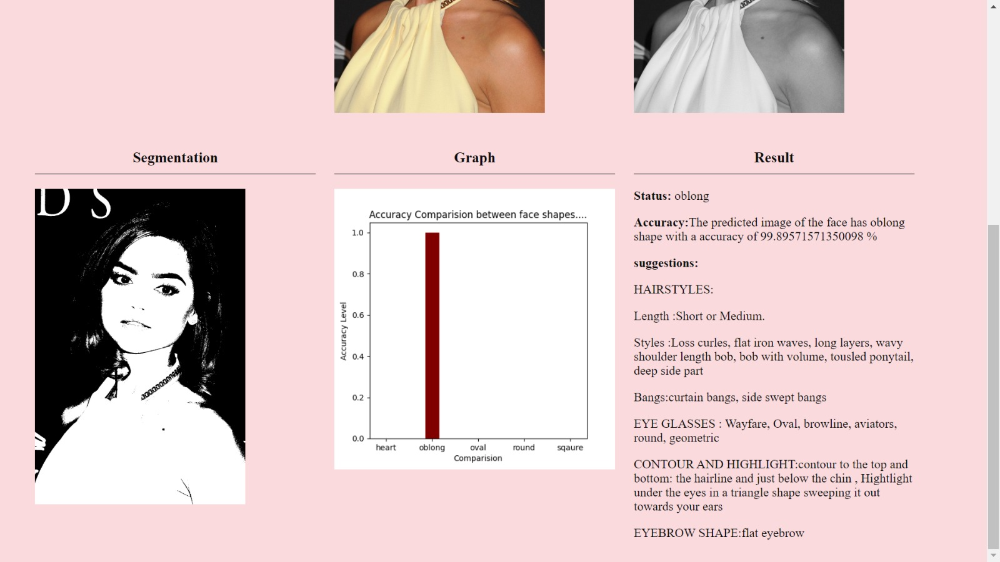 Segmentation
D S
Graph
Accuracy Comparision between face shapes....
1.0
0.8
0.6
0.4
0.2
0.0
Accuracy Level
heart oblong oval round sqaure
Comparision
Result
Status: oblong
Accuracy:The predicted image of the face has oblong
shape with a accuracy of 99.89571571350098 %
suggestions:
HAIRSTYLES:
Length :Short or Medium.
Styles :Loss curles, flat iron waves, long layers, wavy
shoulder length bob, bob with volume, tousled ponytail,
deep side part
Bangs:curtain bangs, side swept bangs
EYE GLASSES : Wayfare, Oval, browline, aviators,
round, geometric
CONTOUR AND HIGHLIGHT:contour to the top and
bottom: the hairline and just below the chin , Hightlight
under the eyes in a triangle shape sweeping it out
towards your ears
EYEBROW SHAPE:flat eyebrow